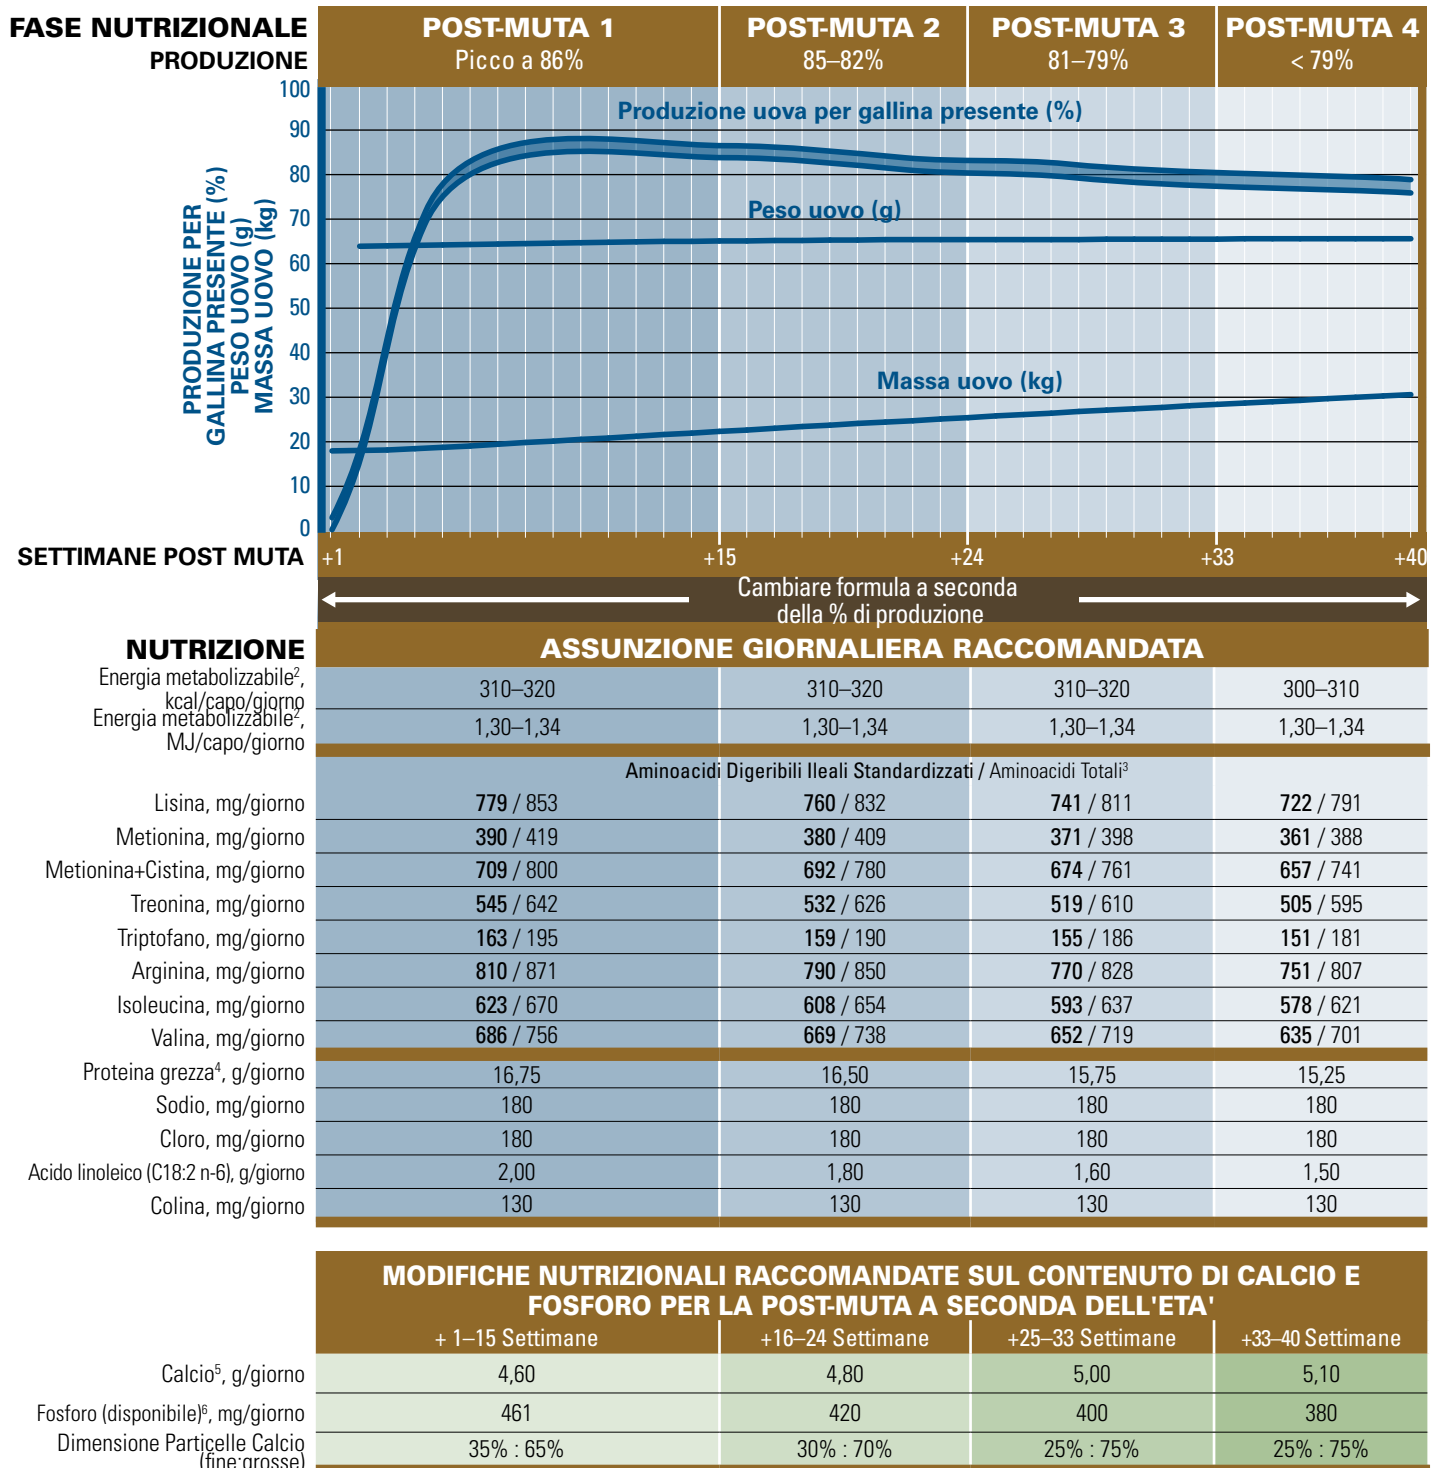 FASE NUTRIZIONALE POST-MUTA 1 POST-MUTA 2 POST-MUTA 3 POST-MUTA 4
PRODUZIONE Picco a 86% 85–82% 81–79% < 79%
100
90
80
70
60
50
40
30
20
10
0
PRODUZIONE PER
GALLINA PRESENTE (%)
PESO UOVO (g)
MASSA UOVO (kg)
Produzione uova per gallina presente (%)
Peso uovo (g)
Massa uovo (kg)
SETTIMANE POST MUTA +1 +15 +24 +33 +40
Cambiare formula a seconda
della % di produzione
NUTRIZIONE ASSUNZIONE GIORNALIERA RACCOMANDATA
Energia metabolizzabile², kcal/capo/giorno 310–320 310–320 310–320 300–310
Energia metabolizzabile², MJ/capo/giorno 1,30–1,34 1,30–1,34 1,30–1,34 1,30–1,34
Aminoacidi Digeribili Ileali Standardizzati / Aminoacidi Totali³
Lisina, mg/giorno 779 / 853 760 / 832 741 / 811 722 / 791
Metionina, mg/giorno 390 / 419 380 / 409 371 / 398 361 / 388
Metionina+Cistina, mg/giorno 709 / 800 692 / 780 674 / 761 657 / 741
Treonina, mg/giorno 545 / 642 532 / 626 519 / 610 505 / 595
Triptofano, mg/giorno 163 / 195 159 / 190 155 / 186 151 / 181
Arginina, mg/giorno 810 / 871 790 / 850 770 / 828 751 / 807
Isoleucina, mg/giorno 623 / 670 608 / 654 593 / 637 578 / 621
Valina, mg/giorno 686 / 756 669 / 738 652 / 719 635 / 701
Proteina grezza⁴, g/giorno 16,75 16,50 15,75 15,25
Sodio, mg/giorno 180 180 180 180
Cloro, mg/giorno 180 180 180 180
Acido linoleico (C18:2 n-6), g/giorno 2,00 1,80 1,60 1,50
Colina, mg/giorno 130 130 130 130
MODIFICHE NUTRIZIONALI RACCOMANDATE SUL CONTENUTO DI CALCIO E
FOSFORO PER LA POST-MUTA A SECONDA DELL'ETA'
+ 1–15 Settimane +16–24 Settimane +25–33 Settimane +33–40 Settimane
Calcio⁵, g/giorno 4,60 4,80 5,00 5,10
Fosforo (disponibile)⁶, mg/giorno 461 420 400 380
Dimensione Particelle Calcio (fine:grosse) 35% : 65% 30% : 70% 25% : 75% 25% : 75%